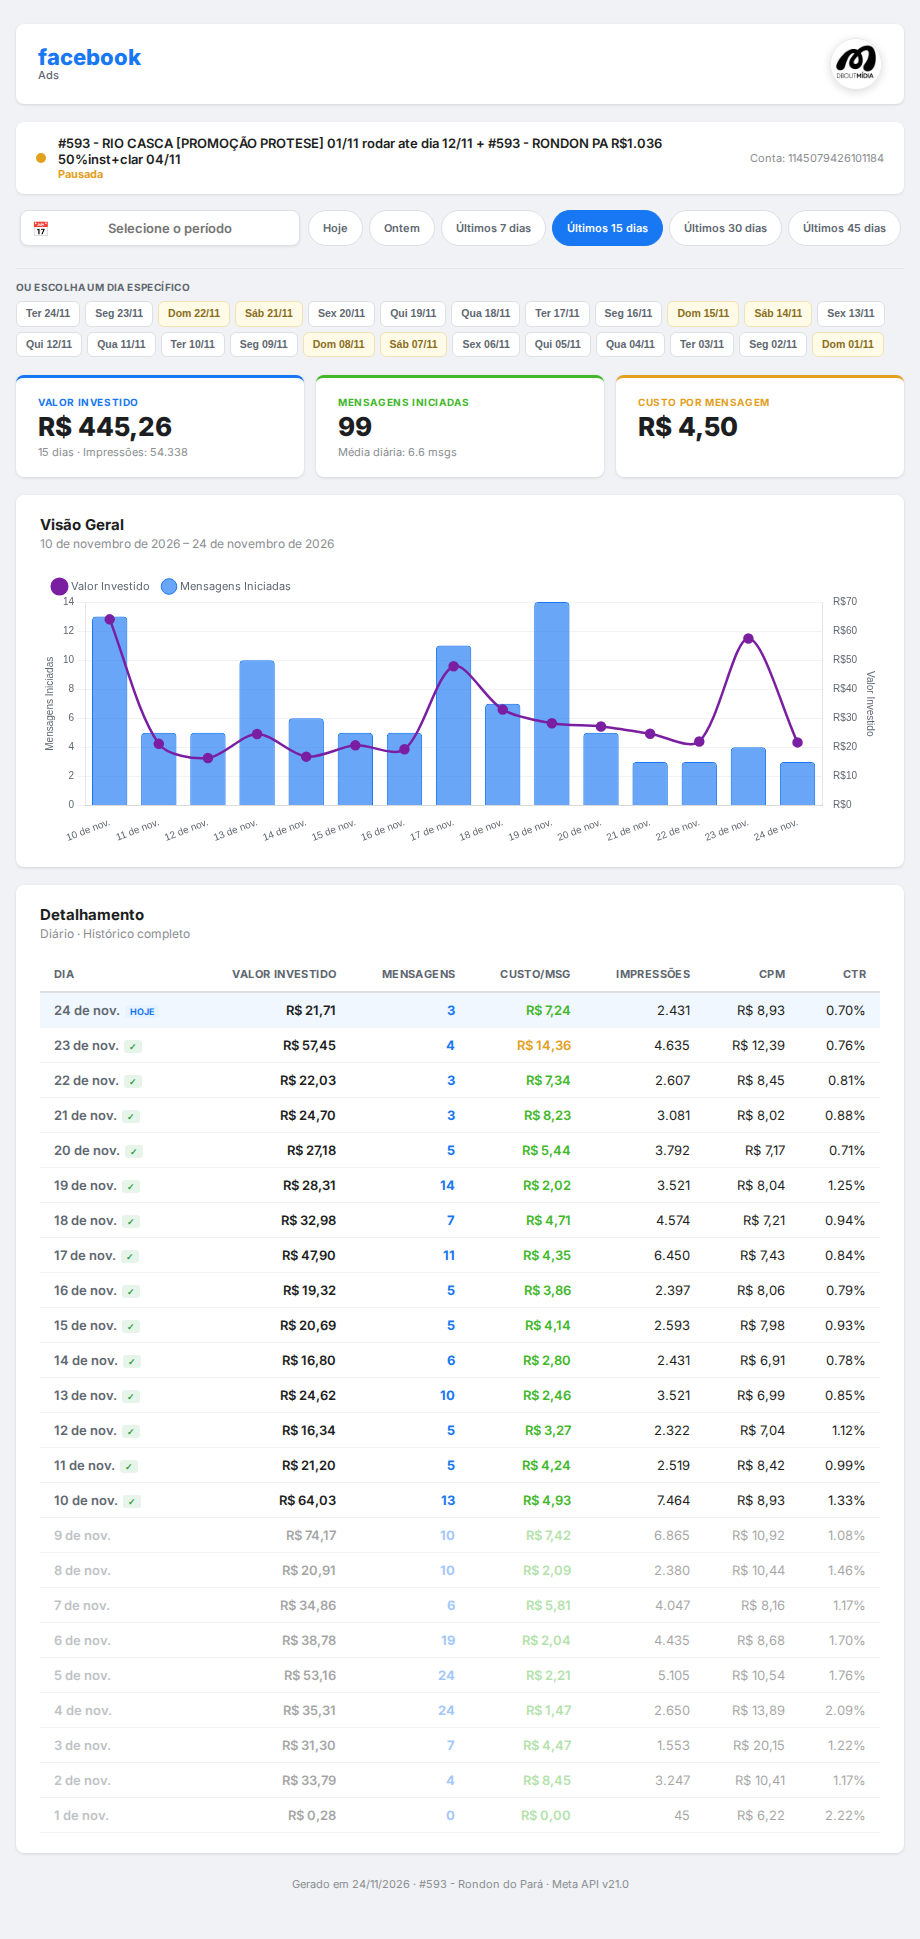 facebook
Ads
DBOUTMÍDIA
#593 - RIO CASCA [PROMOÇÃO PROTESE] 01/11 rodar ate dia 12/11 + #593 - RONDON PA R$1.036
50%inst+clar 04/11
Pausada
Conta: 1145079426101184
Selecione o período
Hoje
Ontem
Últimos 7 dias
Últimos 15 dias
Últimos 30 dias
Últimos 45 dias
OU ESCOLHA UM DIA ESPECÍFICO
Ter 24/11 Seg 23/11 Dom 22/11 Sáb 21/11 Sex 20/11 Qui 19/11 Qua 18/11 Ter 17/11 Seg 16/11 Dom 15/11 Sáb 14/11 Sex 13/11
Qui 12/11 Qua 11/11 Ter 10/11 Seg 09/11 Dom 08/11 Sáb 07/11 Sex 06/11 Qui 05/11 Qua 04/11 Ter 03/11 Seg 02/11 Dom 01/11
VALOR INVESTIDO
R$ 445,26
15 dias · Impressões: 54.338
MENSAGENS INICIADAS
99
Média diária: 6.6 msgs
CUSTO POR MENSAGEM
R$ 4,50
Visão Geral
10 de novembro de 2026 – 24 de novembro de 2026
Valor Investido
Mensagens Iniciadas
14
12
10
8
6
4
2
0
Mensagens Iniciadas
R$70
R$60
R$50
R$40
R$30
R$20
R$10
R$0
Valor Investido
10 de nov. 11 de nov. 12 de nov. 13 de nov. 14 de nov. 15 de nov. 16 de nov. 17 de nov. 18 de nov. 19 de nov. 20 de nov. 21 de nov. 22 de nov. 23 de nov. 24 de nov.
Detalhamento
Diário · Histórico completo
DIA VALOR INVESTIDO MENSAGENS CUSTO/MSG IMPRESSÕES CPM CTR
24 de nov. HOJE R$ 21,71 3 R$ 7,24 2.431 R$ 8,93 0.70%
23 de nov. ✓ R$ 57,45 4 R$ 14,36 4.635 R$ 12,39 0.76%
22 de nov. ✓ R$ 22,03 3 R$ 7,34 2.607 R$ 8,45 0.81%
21 de nov. ✓ R$ 24,70 3 R$ 8,23 3.081 R$ 8,02 0.88%
20 de nov. ✓ R$ 27,18 5 R$ 5,44 3.792 R$ 7,17 0.71%
19 de nov. ✓ R$ 28,31 14 R$ 2,02 3.521 R$ 8,04 1.25%
18 de nov. ✓ R$ 32,98 7 R$ 4,71 4.574 R$ 7,21 0.94%
17 de nov. ✓ R$ 47,90 11 R$ 4,35 6.450 R$ 7,43 0.84%
16 de nov. ✓ R$ 19,32 5 R$ 3,86 2.397 R$ 8,06 0.79%
15 de nov. ✓ R$ 20,69 5 R$ 4,14 2.593 R$ 7,98 0.93%
14 de nov. ✓ R$ 16,80 6 R$ 2,80 2.431 R$ 6,91 0.78%
13 de nov. ✓ R$ 24,62 10 R$ 2,46 3.521 R$ 6,99 0.85%
12 de nov. ✓ R$ 16,34 5 R$ 3,27 2.322 R$ 7,04 1.12%
11 de nov. ✓ R$ 21,20 5 R$ 4,24 2.519 R$ 8,42 0.99%
10 de nov. ✓ R$ 64,03 13 R$ 4,93 7.464 R$ 8,93 1.33%
9 de nov. R$ 74,17 10 R$ 7,42 6.865 R$ 10,92 1.08%
8 de nov. R$ 20,91 10 R$ 2,09 2.380 R$ 10,44 1.46%
7 de nov. R$ 34,86 6 R$ 5,81 4.047 R$ 8,16 1.17%
6 de nov. R$ 38,78 19 R$ 2,04 4.435 R$ 8,68 1.70%
5 de nov. R$ 53,16 24 R$ 2,21 5.105 R$ 10,54 1.76%
4 de nov. R$ 35,31 24 R$ 1,47 2.650 R$ 13,89 2.09%
3 de nov. R$ 31,30 7 R$ 4,47 1.553 R$ 20,15 1.22%
2 de nov. R$ 33,79 4 R$ 8,45 3.247 R$ 10,41 1.17%
1 de nov. R$ 0,28 0 R$ 0,00 45 R$ 6,22 2.22%
Gerado em 24/11/2026 · #593 - Rondon do Pará · Meta API v21.0